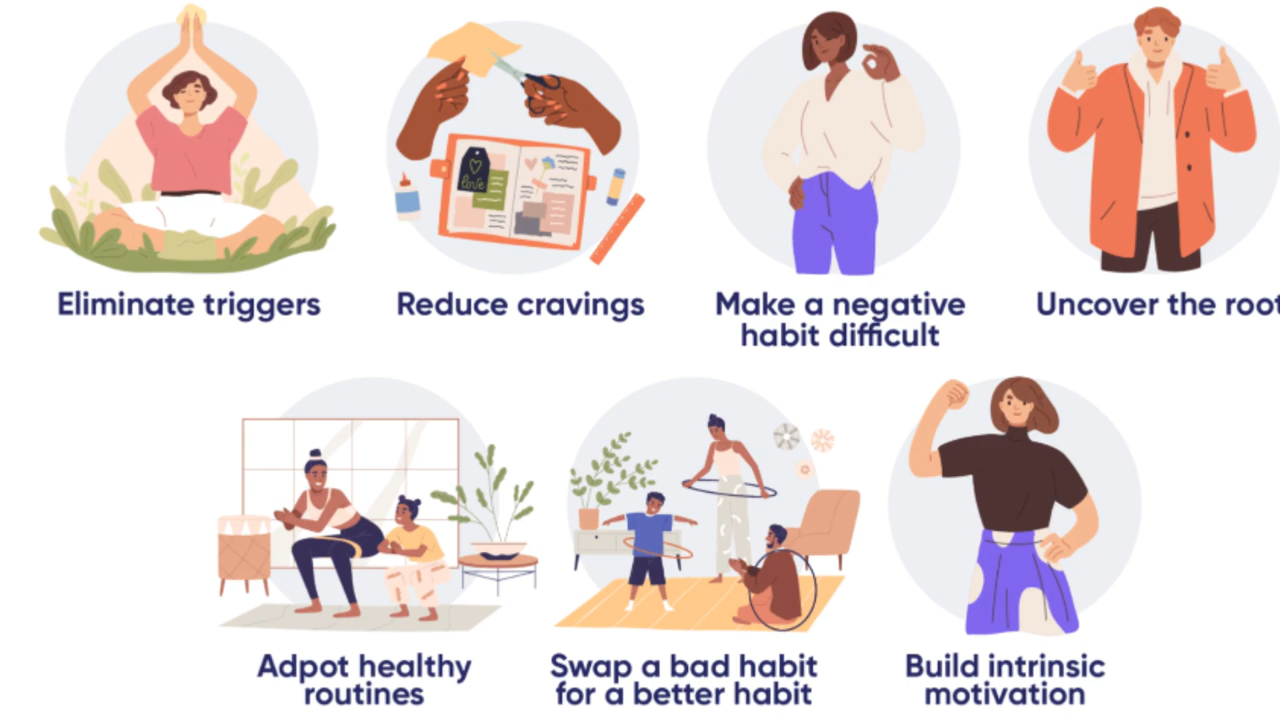 Eliminate triggers
Reduce cravings
Make a negative
habit difficult
Uncover the root
love
Adpot healthy
routines
Swap a bad habit
for a better habit
Build intrinsic
motivation